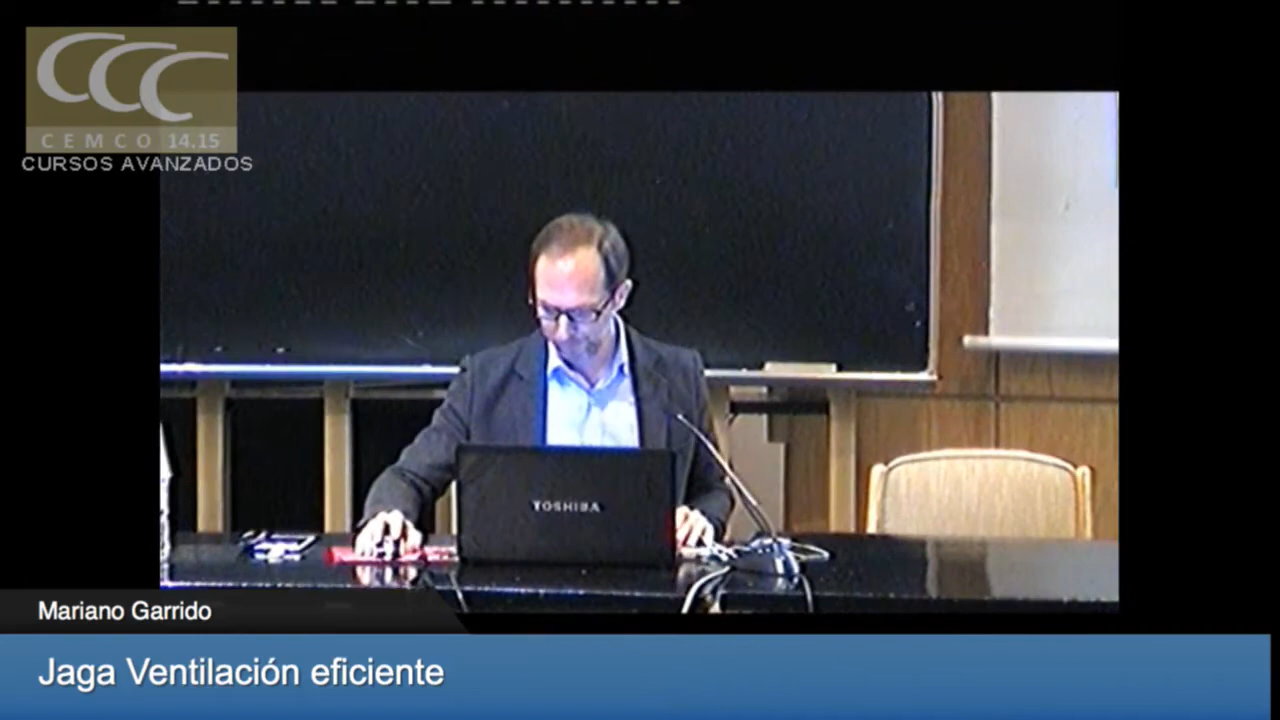 CCC
CEMCO 14.15
CURSOS AVANZADOS
TOSHIBA
Mariano Garrido
Jaga Ventilación eficiente